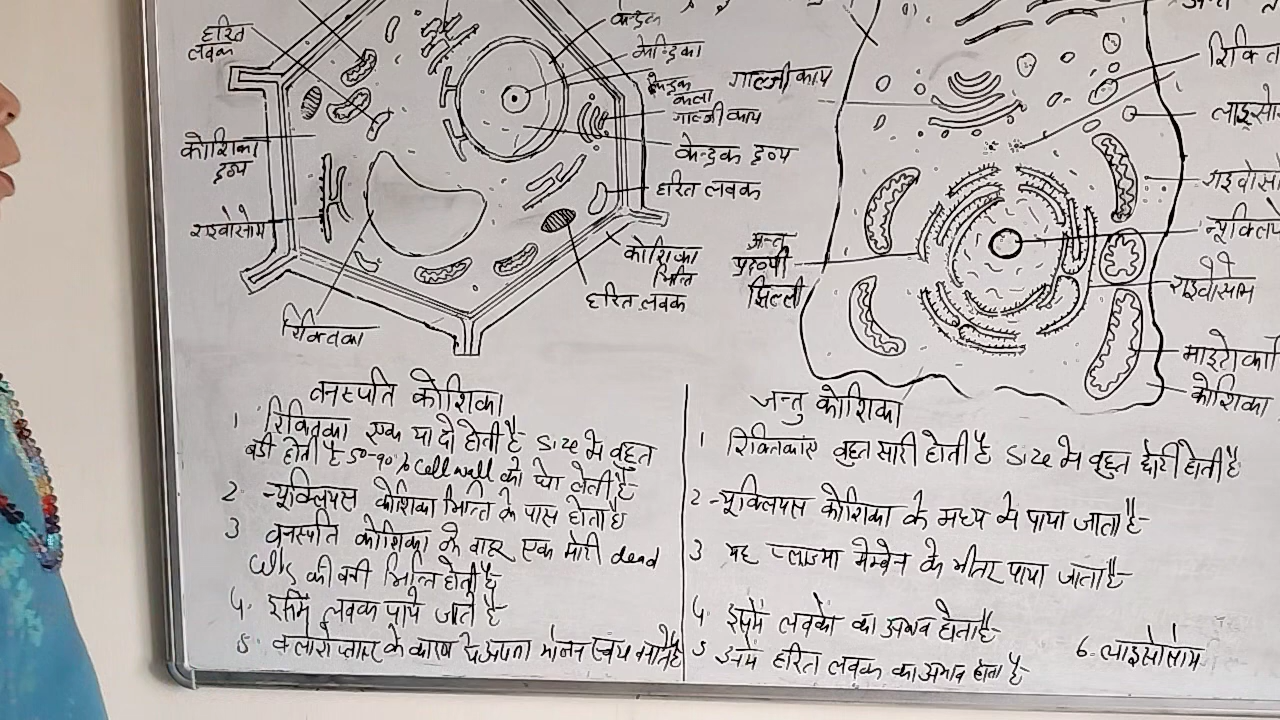 हरित
लवक
केन्द्रक
केन्द्रिका
केन्द्रक
कला
गाल्जीकाय
केन्द्रक द्रव्य
हरित लवक
कोशिका
द्रव्य
राइबोसोम
कोशिका
भित्ति
हरित लवक
रिक्तिका
गाल्जीकाय
रिक्ति
लाइसो
राइबोसो
अन्त
प्रद्रव्यी
झिल्ली
राइबोसोम
माइटोकॉ
कोशिका
वनस्पति कोशिका
1 रिक्तिका एक या दो होती है size मे बहुत
बडी होती है 50-90% Cell wall को घेर लेती है
2. न्यूक्लियस कोशिका भित्ति के पास होता है
3 वनस्पति कोशिका के बाहर एक मोटी dead
Cells की बनी भित्ति होती है
4. इसमे लवक पाये जाते है
5. क्लोरोप्लास्ट के कारण ये अपना भोजन स्वयं बनाते है
जन्तु कोशिका
1 रिक्तिकाएं बहुत सारी होती है size मे बहुत छोटी होती है
2 न्यूक्लियस कोशिका के मध्य मे पाया जाता है
3 यह प्लाज्मा मेम्ब्रेन के भीतर पाया जाता है
4. इसमें लवको का अभाव होता है
5 इनमे हरित लवक का अभाव होता है
6. लाइसोसोम